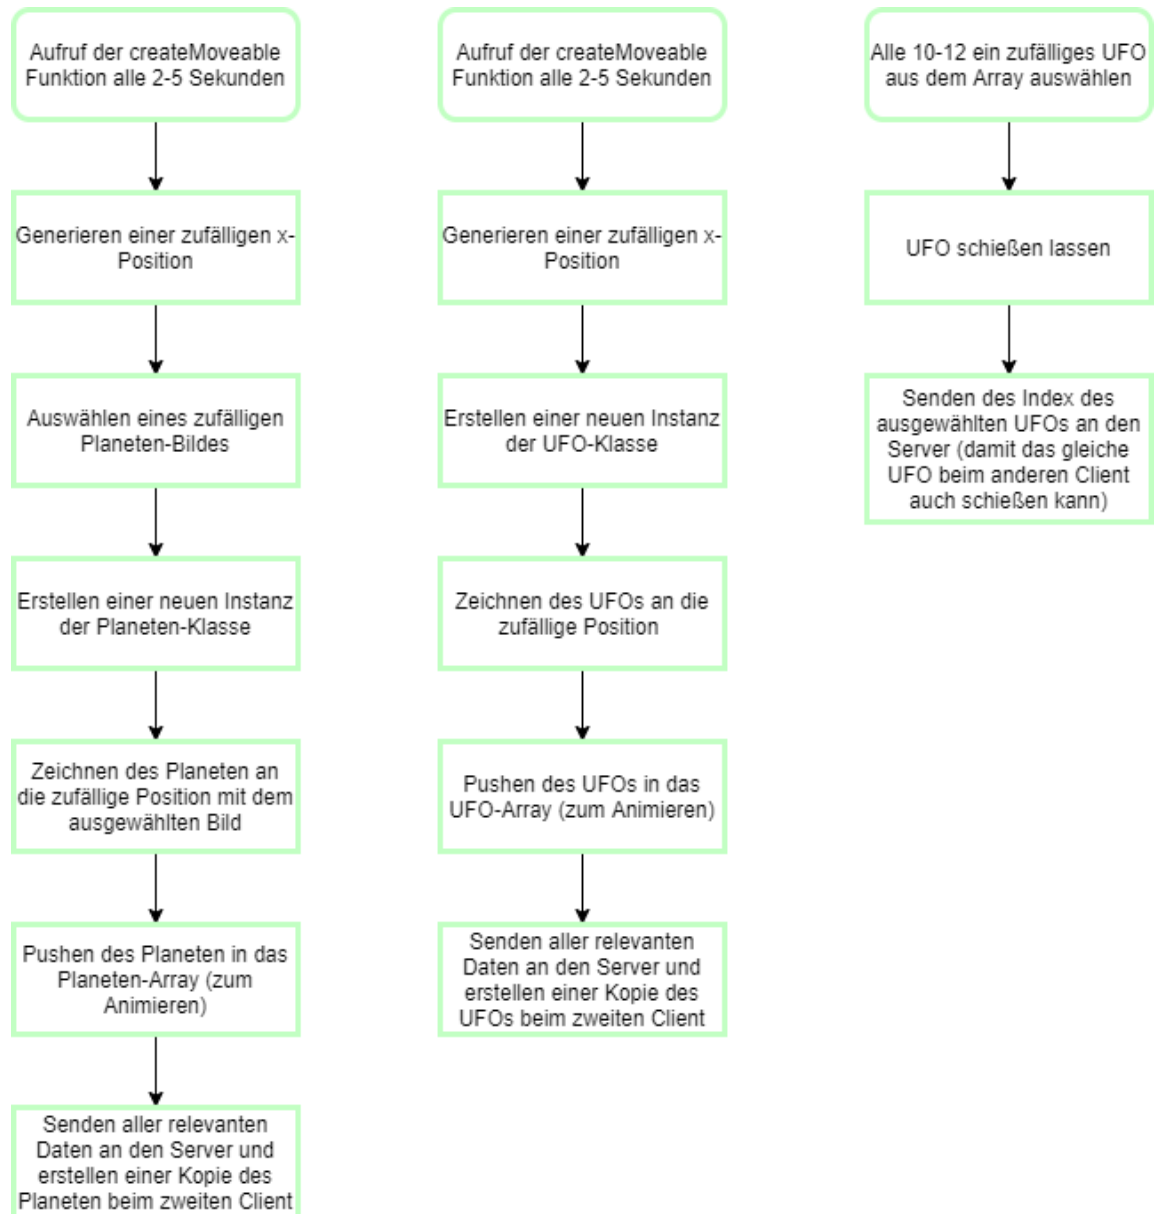 Aufruf der createMoveable
Funktion alle 2-5 Sekunden
Generieren einer zufälligen x-
Position
Auswählen eines zufälligen
Planeten-Bildes
Erstellen einer neuen Instanz
der Planeten-Klasse
Zeichnen des Planeten an
die zufällige Position mit dem
ausgewählten Bild
Pushen des Planeten in das
Planeten-Array (zum
Animieren)
Senden aller relevanten
Daten an den Server und
erstellen einer Kopie des
Planeten beim zweiten Client
Aufruf der createMoveable
Funktion alle 2-5 Sekunden
Generieren einer zufälligen x-
Position
Erstellen einer neuen Instanz
der UFO-Klasse
Zeichnen des UFOs an die
zufällige Position
Pushen des UFOs in das
UFO-Array (zum Animieren)
Senden aller relevanten
Daten an den Server und
erstellen einer Kopie des
UFOs beim zweiten Client
Alle 10-12 ein zufälliges UFO
aus dem Array auswählen
UFO schießen lassen
Senden des Index des
ausgewählten UFOs an den
Server (damit das gleiche
UFO beim anderen Client
auch schießen kann)